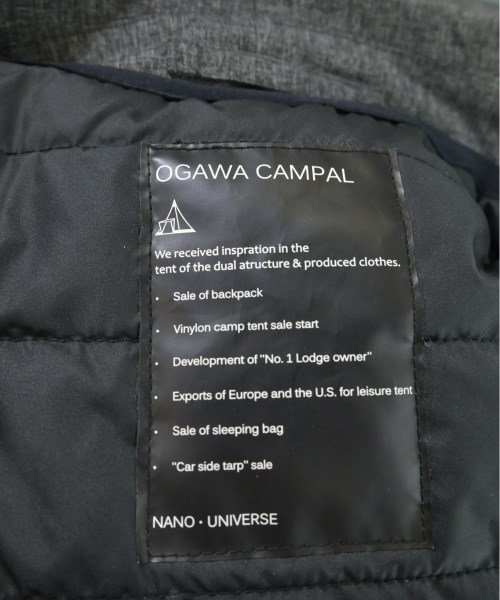 OGAWA CAMPAL
We received inspration in the
tent of the dual atructure & produced clothes.
• Sale of backpack
• Vinylon camp tent sale start
• Development of "No. 1 Lodge owner"
• Exports of Europe and the U.S. for leisure tent
• Sale of sleeping bag
• "Car side tarp" sale
NANO・UNIVERSE